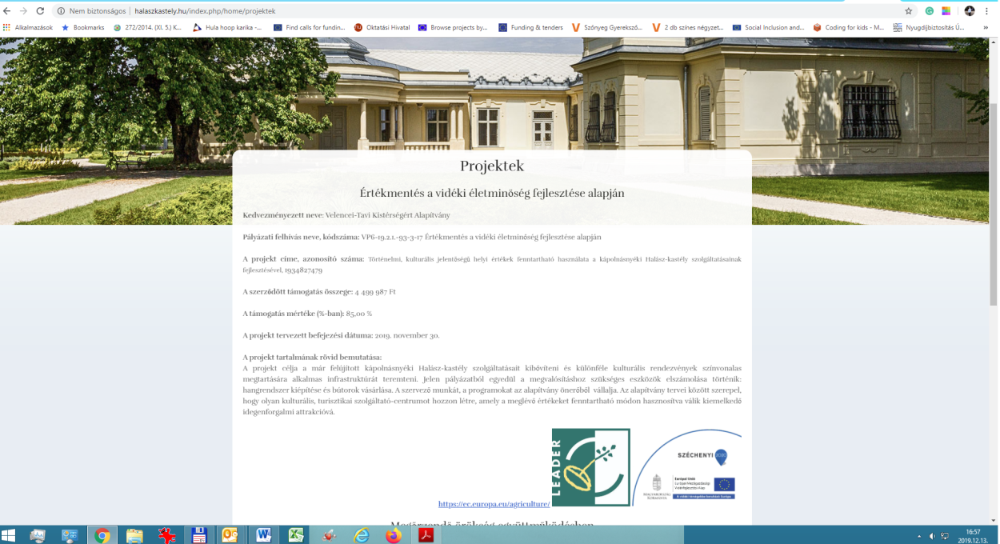 Nem biztonságos | halaszkastely.hu/index.php/home/projektek
Alkalmazások Bookmarks 272/2014. (XI. 5.) K... Hula hoop karika -... Find calls for fundin... Oktatási Hivatal Browse projects by... Funding & tenders Szőnyeg Gyerekszó... 2 db színes négyzet... Social Inclusion and... Coding for kids - M... Nyugdíjbiztosítás Ü... »
Projektek
Értékmentés a vidéki életminőség fejlesztése alapján
Kedvezményezett neve: Velencei-Tavi Kistérségért Alapítvány
Pályázati felhívás neve, kódszáma: VP6-19.2.1.-93-3-17 Értékmentés a vidéki életminőség fejlesztése alapján
A projekt címe, azonosító száma: Történelmi, kulturális jelentőségű helyi értékek fenntartható használata a kápolnásnyéki Halász-kastély szolgáltatásainak
fejlesztésével, 1934827479
A szerződött támogatás összege: 4 499 987 Ft
A támogatás mértéke (%-ban): 85,00 %
A projekt tervezett befejezési dátuma: 2019. november 30.
A projekt tartalmának rövid bemutatása:
A projekt célja a már felújított kápolnásnyéki Halász-kastély szolgáltatásait kibővíteni és különféle kulturális rendezvények színvonalas
megtartására alkalmas infrastruktúrát teremteni. Jelen pályázatból egyedül a megvalósításhoz szükséges eszközök elszámolása történik:
hangrendszer kiépítése és bútorok vásárlása. A szervező munkát, a programokat az alapítvány önerőből vállalja. Az alapítvány tervei között szerepel,
hogy olyan kulturális, turisztikai szolgáltató-centrumot hozzon létre, amely a meglévő értékeket fenntartható módon hasznosítva válik kiemelkedő
idegenforgalmi attrakcióvá.
LEADER
SZÉCHENYI 2020
MAGYARORSZÁG
KORMÁNYA
Európai Unió
Európai Mezőgazdasági
Vidékfejlesztési Alap
https://ec.europa.eu/agriculture/
Megőrzendő örökség együttműködésben
16:57
2019.12.13.